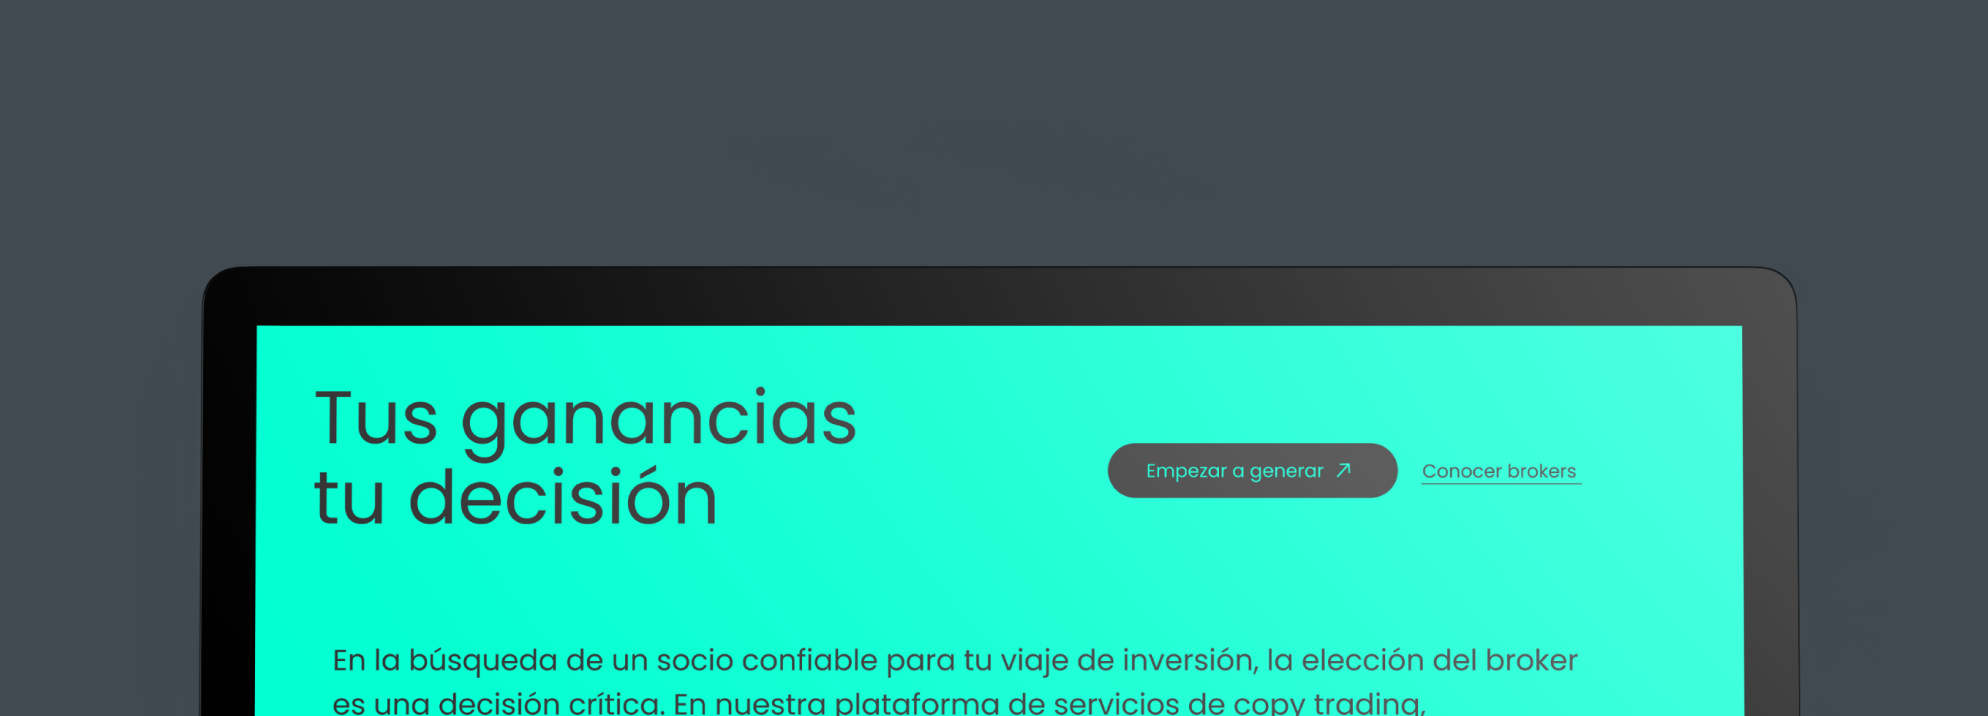 Tus ganancias
tu decisión
Empezar a generar
Conocer brokers
En la búsqueda de un socio confiable para tu viaje de inversión, la elección del broker
es una decisión crítica. En nuestra plataforma de servicios de copy trading,